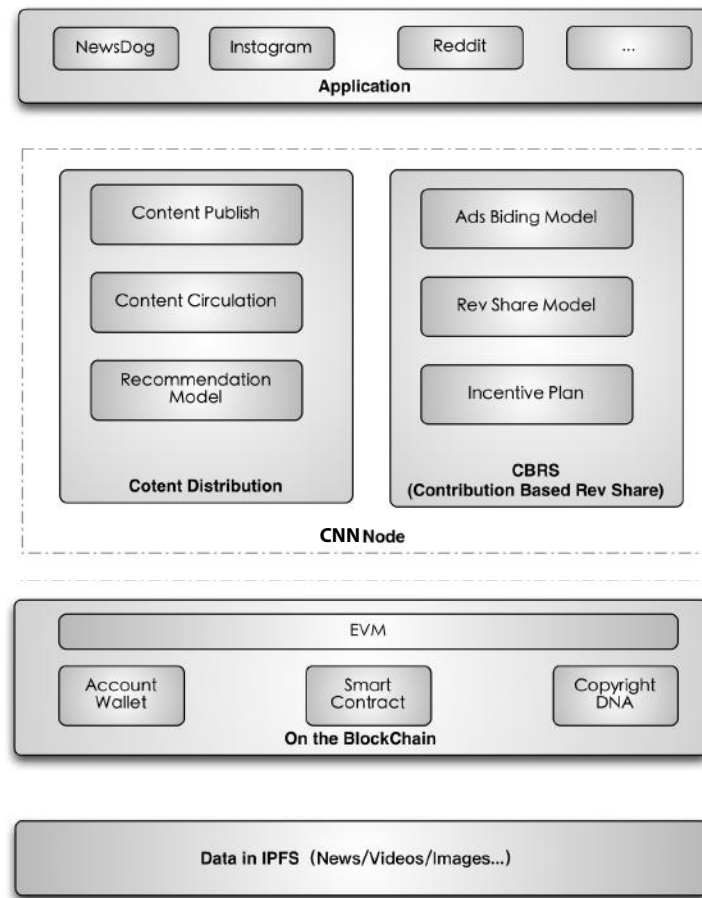 NewsDog
Instagram
Reddit
...
Application
Content Publish
Content Circulation
Recommendation
Model
Cotent Distribution
Ads Biding Model
Rev Share Model
Incentive Plan
CBRS
(Contribution Based Rev Share)
CNN Node
EVM
Account
Wallet
Smart
Contract
Copyright
DNA
On the BlockChain
Data in IPFS (News/Videos/Images...)